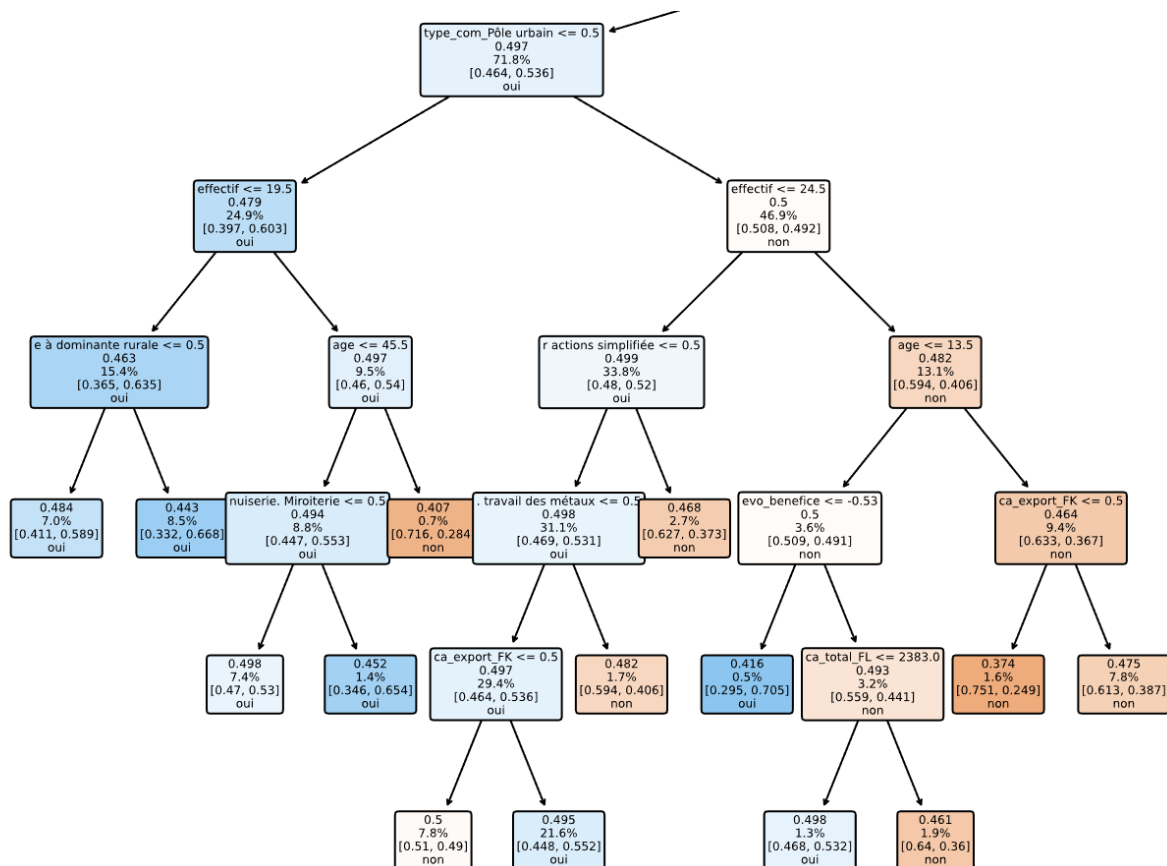 type_com_Pôle urbain <= 0.5
0.497
71.8%
[0.464, 0.536]
oui
effectif <= 19.5
0.479
24.9%
[0.397, 0.603]
oui
effectif <= 24.5
0.5
46.9%
[0.508, 0.492]
non
e à dominante rurale <= 0.5
0.463
15.4%
[0.365, 0.635]
oui
age <= 45.5
0.497
9.5%
[0.46, 0.54]
oui
r actions simplifiée <= 0.5
0.499
33.8%
[0.48, 0.52]
oui
age <= 13.5
0.482
13.1%
[0.594, 0.406]
non
0.484
7.0%
[0.411, 0.589]
oui
0.443
8.5%
[0.332, 0.668]
oui
nuiserie. Miroiterie <= 0.5
0.494
8.8%
[0.447, 0.553]
oui
0.407
0.7%
[0.716, 0.284
non
. travail des métaux <= 0.5
0.498
31.1%
[0.469, 0.531]
oui
0.468
2.7%
[0.627, 0.373]
non
evo_benefice <= -0.53
0.5
3.6%
[0.509, 0.491]
non
ca_export_FK <= 0.5
0.464
9.4%
[0.633, 0.367]
non
0.498
7.4%
[0.47, 0.53]
oui
0.452
1.4%
[0.346, 0.654]
oui
ca_export_FK <= 0.5
0.497
29.4%
[0.464, 0.536]
oui
0.482
1.7%
[0.594, 0.406]
non
0.416
0.5%
[0.295, 0.705]
oui
ca_total_FL <= 2383.0
0.493
3.2%
[0.559, 0.441]
non
0.374
1.6%
[0.751, 0.249]
non
0.475
7.8%
[0.613, 0.387]
non
0.5
7.8%
[0.51, 0.49]
non
0.495
21.6%
[0.448, 0.552]
oui
0.498
1.3%
[0.468, 0.532]
oui
0.461
1.9%
[0.64, 0.36]
non